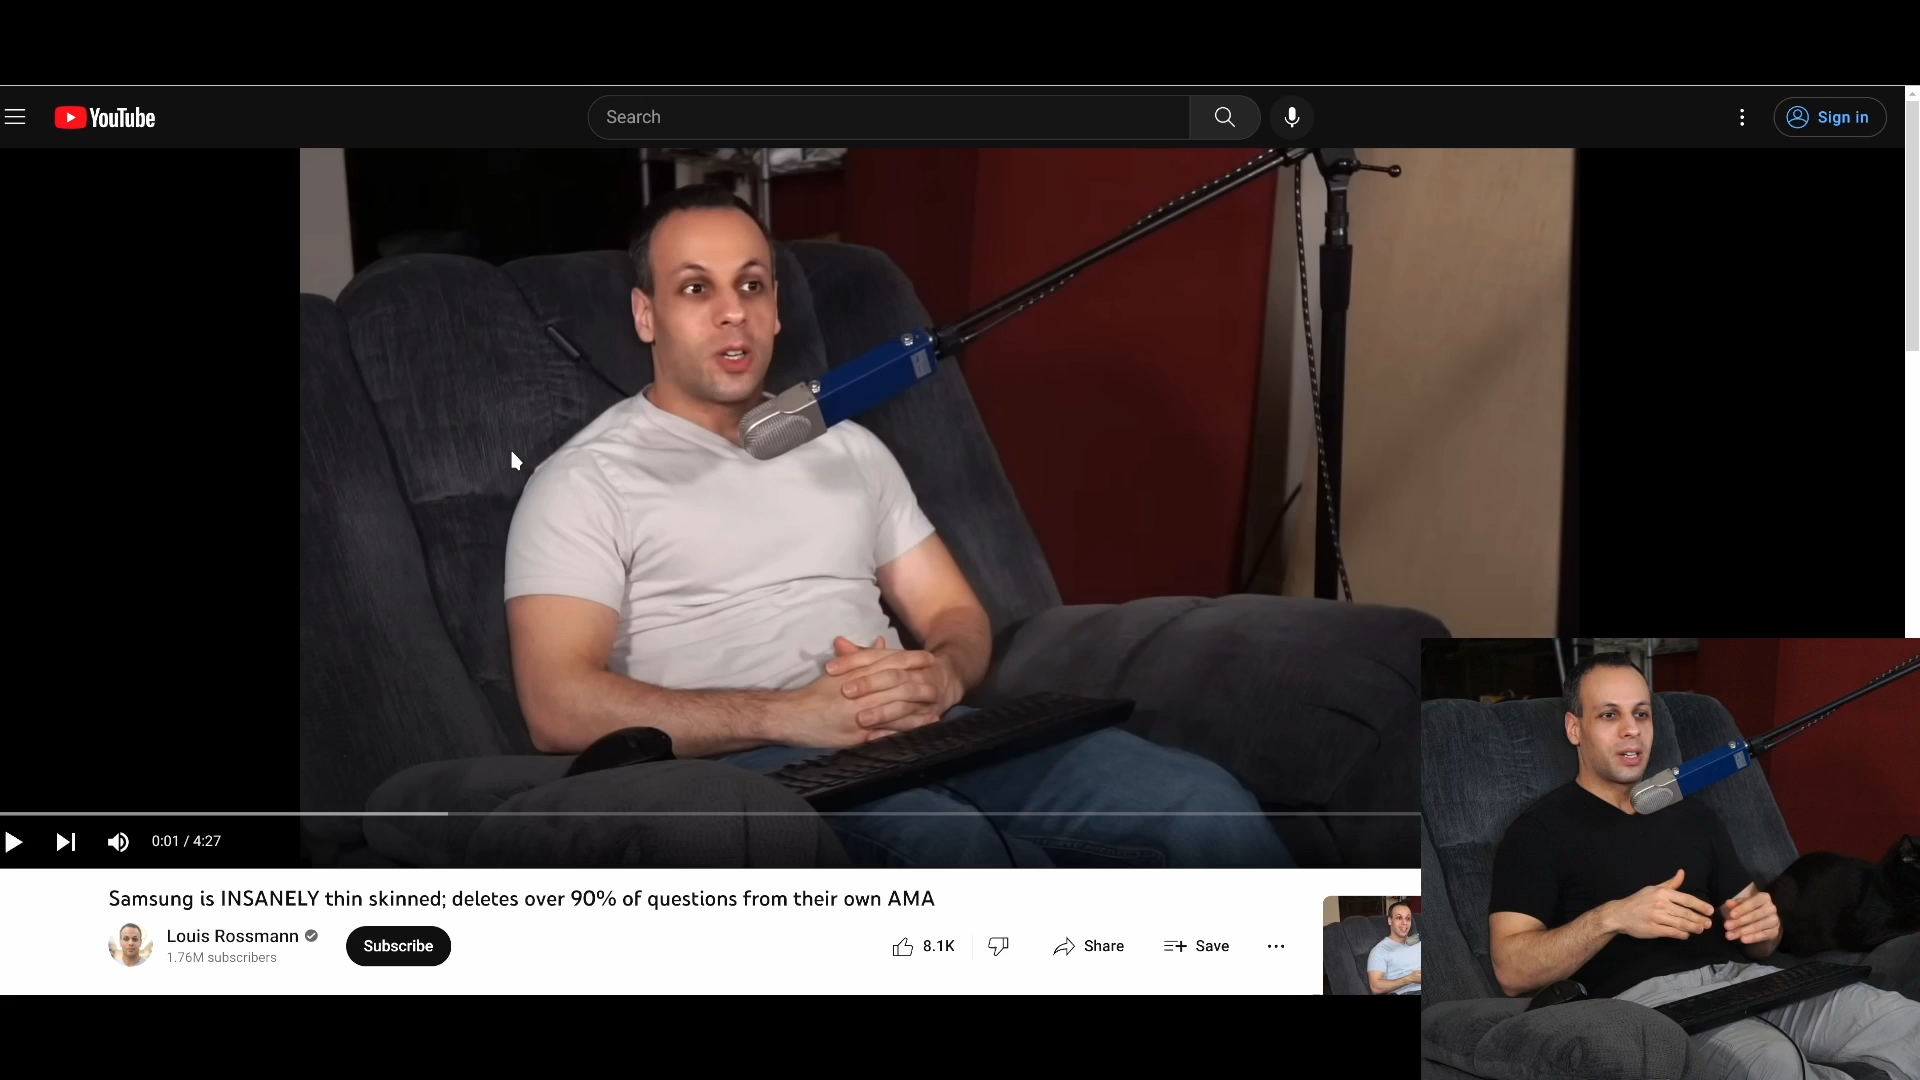 YouTube
Search
Sign in
0:01 / 4:27
Samsung is INSANELY thin skinned; deletes over 90% of questions from their own AMA
Louis Rossmann
1.76M subscribers
Subscribe
8.1K
Share
Save